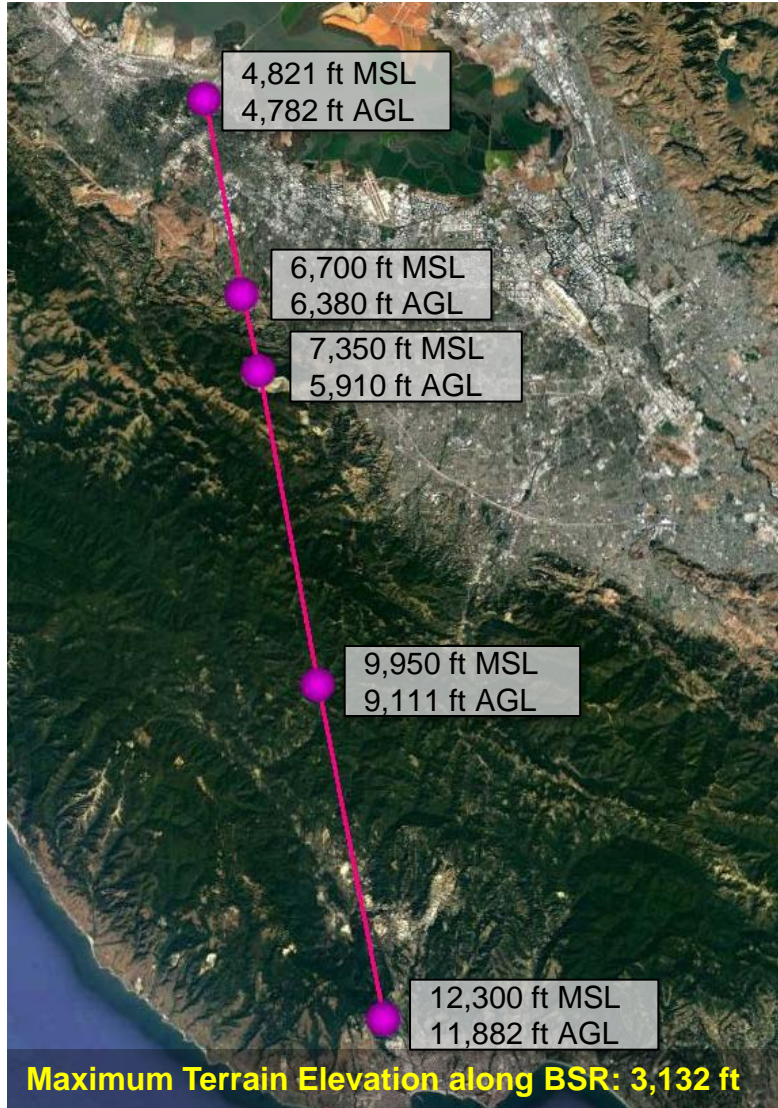 4,821 ft MSL
4,782 ft AGL
6,700 ft MSL
6,380 ft AGL
7,350 ft MSL
5,910 ft AGL
9,950 ft MSL
9,111 ft AGL
12,300 ft MSL
11,882 ft AGL
Maximum Terrain Elevation along BSR: 3,132 ft